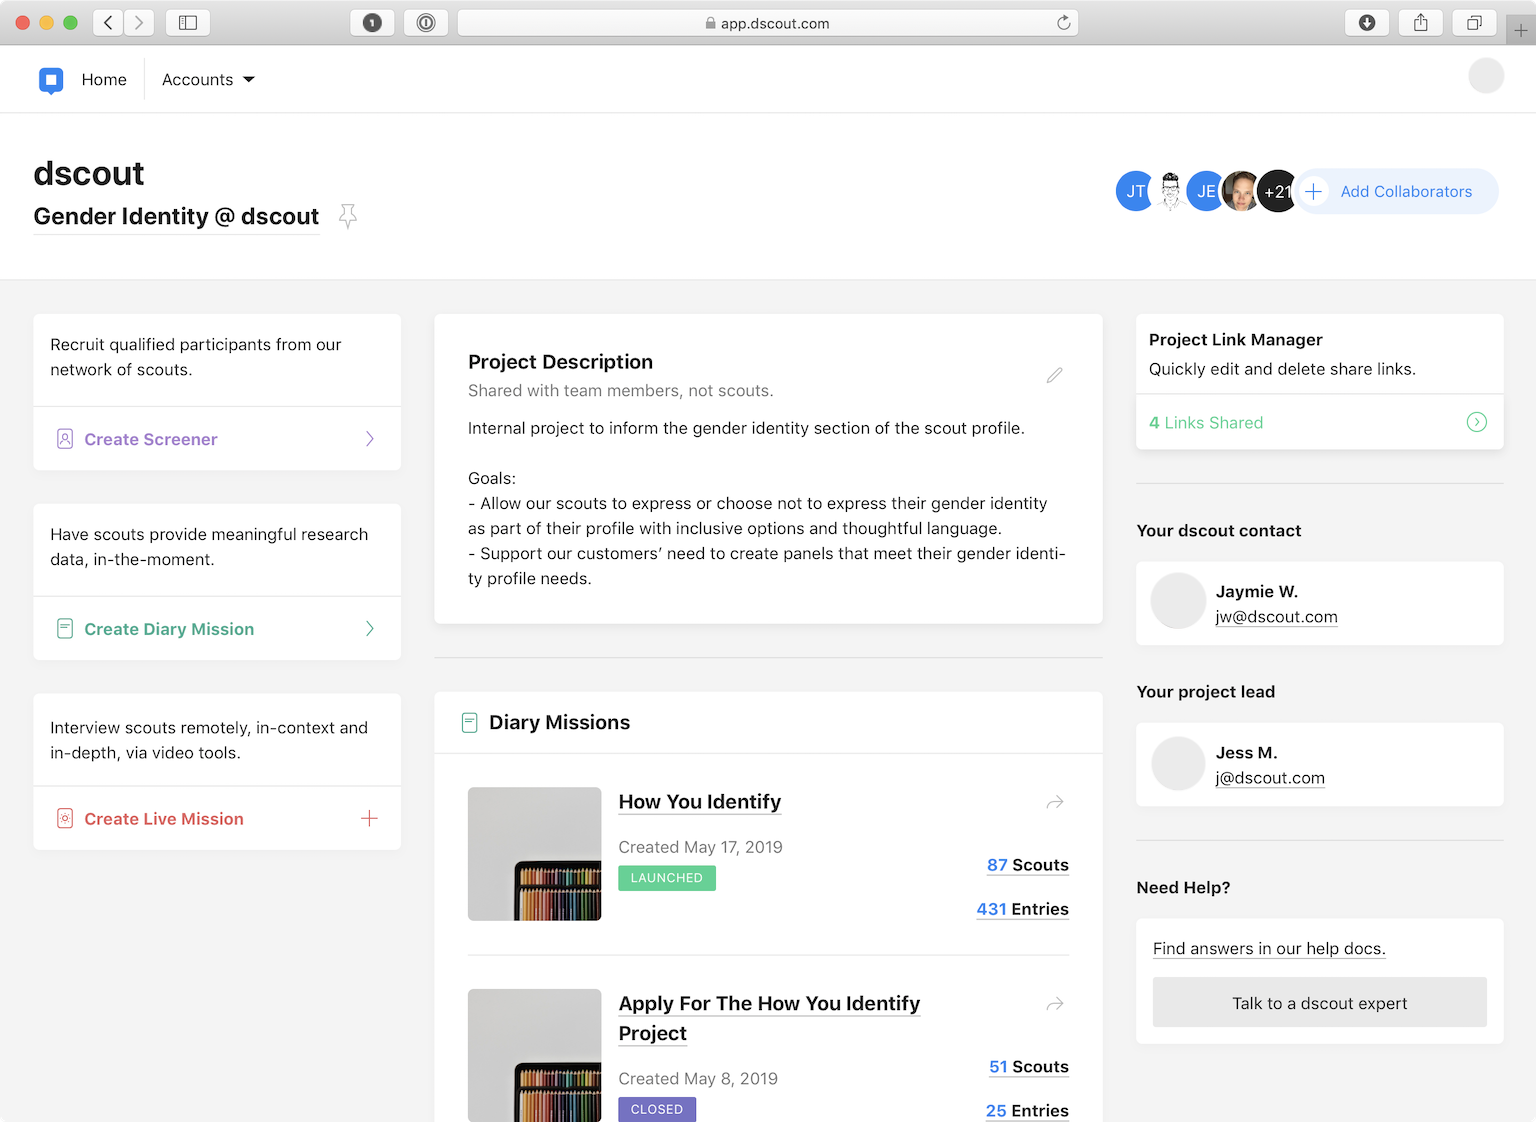 app.dscout.com
Home
Accounts
dscout
Gender Identity @ dscout
JT
JE
+21
Add Collaborators
Recruit qualified participants from our
network of scouts.
Create Screener
Have scouts provide meaningful research
data, in-the-moment.
Create Diary Mission
Interview scouts remotely, in-context and
in-depth, via video tools.
Create Live Mission
Project Description
Shared with team members, not scouts.
Internal project to inform the gender identity section of the scout profile.
Goals:
- Allow our scouts to express or choose not to express their gender identity
as part of their profile with inclusive options and thoughtful language.
- Support our customers’ need to create panels that meet their gender identi-
ty profile needs.
Diary Missions
How You Identify
Created May 17, 2019
LAUNCHED
87 Scouts
431 Entries
Apply For The How You Identify
Project
Created May 8, 2019
CLOSED
51 Scouts
25 Entries
Project Link Manager
Quickly edit and delete share links.
4 Links Shared
Your dscout contact
Jaymie W.
jw@dscout.com
Your project lead
Jess M.
j@dscout.com
Need Help?
Find answers in our help docs.
Talk to a dscout expert